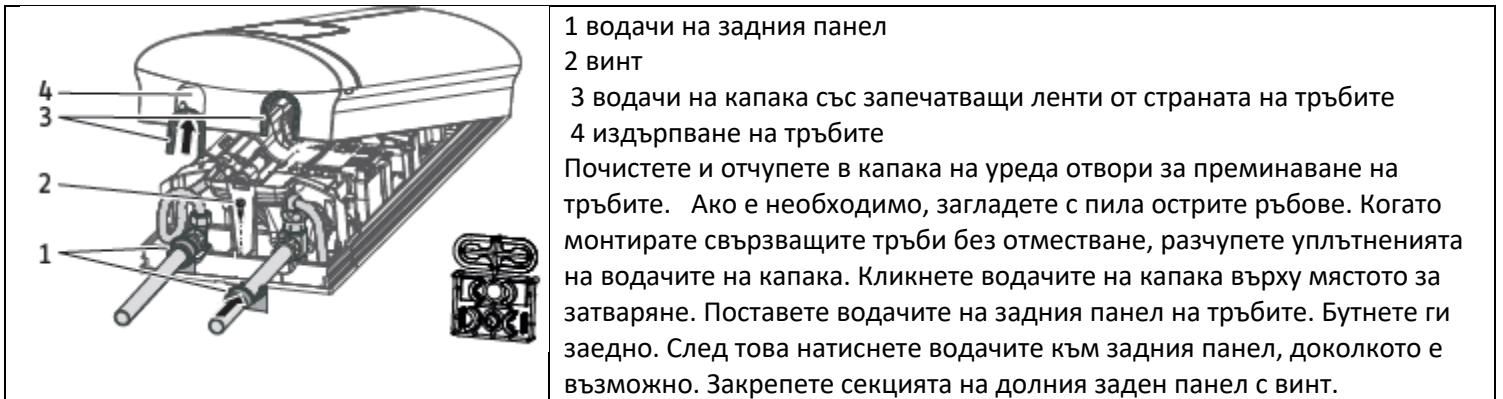 4
3
2
1
1 водачи на задния панел
2 винт
3 водачи на капака със запечатващи ленти от страната на тръбите
4 издърпване на тръбите
Почистете и отчупете в капака на уреда отвори за преминаване на
тръбите. Ако е необходимо, загладете с пила острите ръбове. Когато
монтирате свързващите тръби без отместване, разчупете уплътненията
на водачите на капака. Кликнете водачите на капака върху мястото за
затваряне. Поставете водачите на задния панел на тръбите. Бутнете ги
заедно. След това натиснете водачите към задния панел, доколкото е
възможно. Закрепете секцията на долния заден панел с винт.